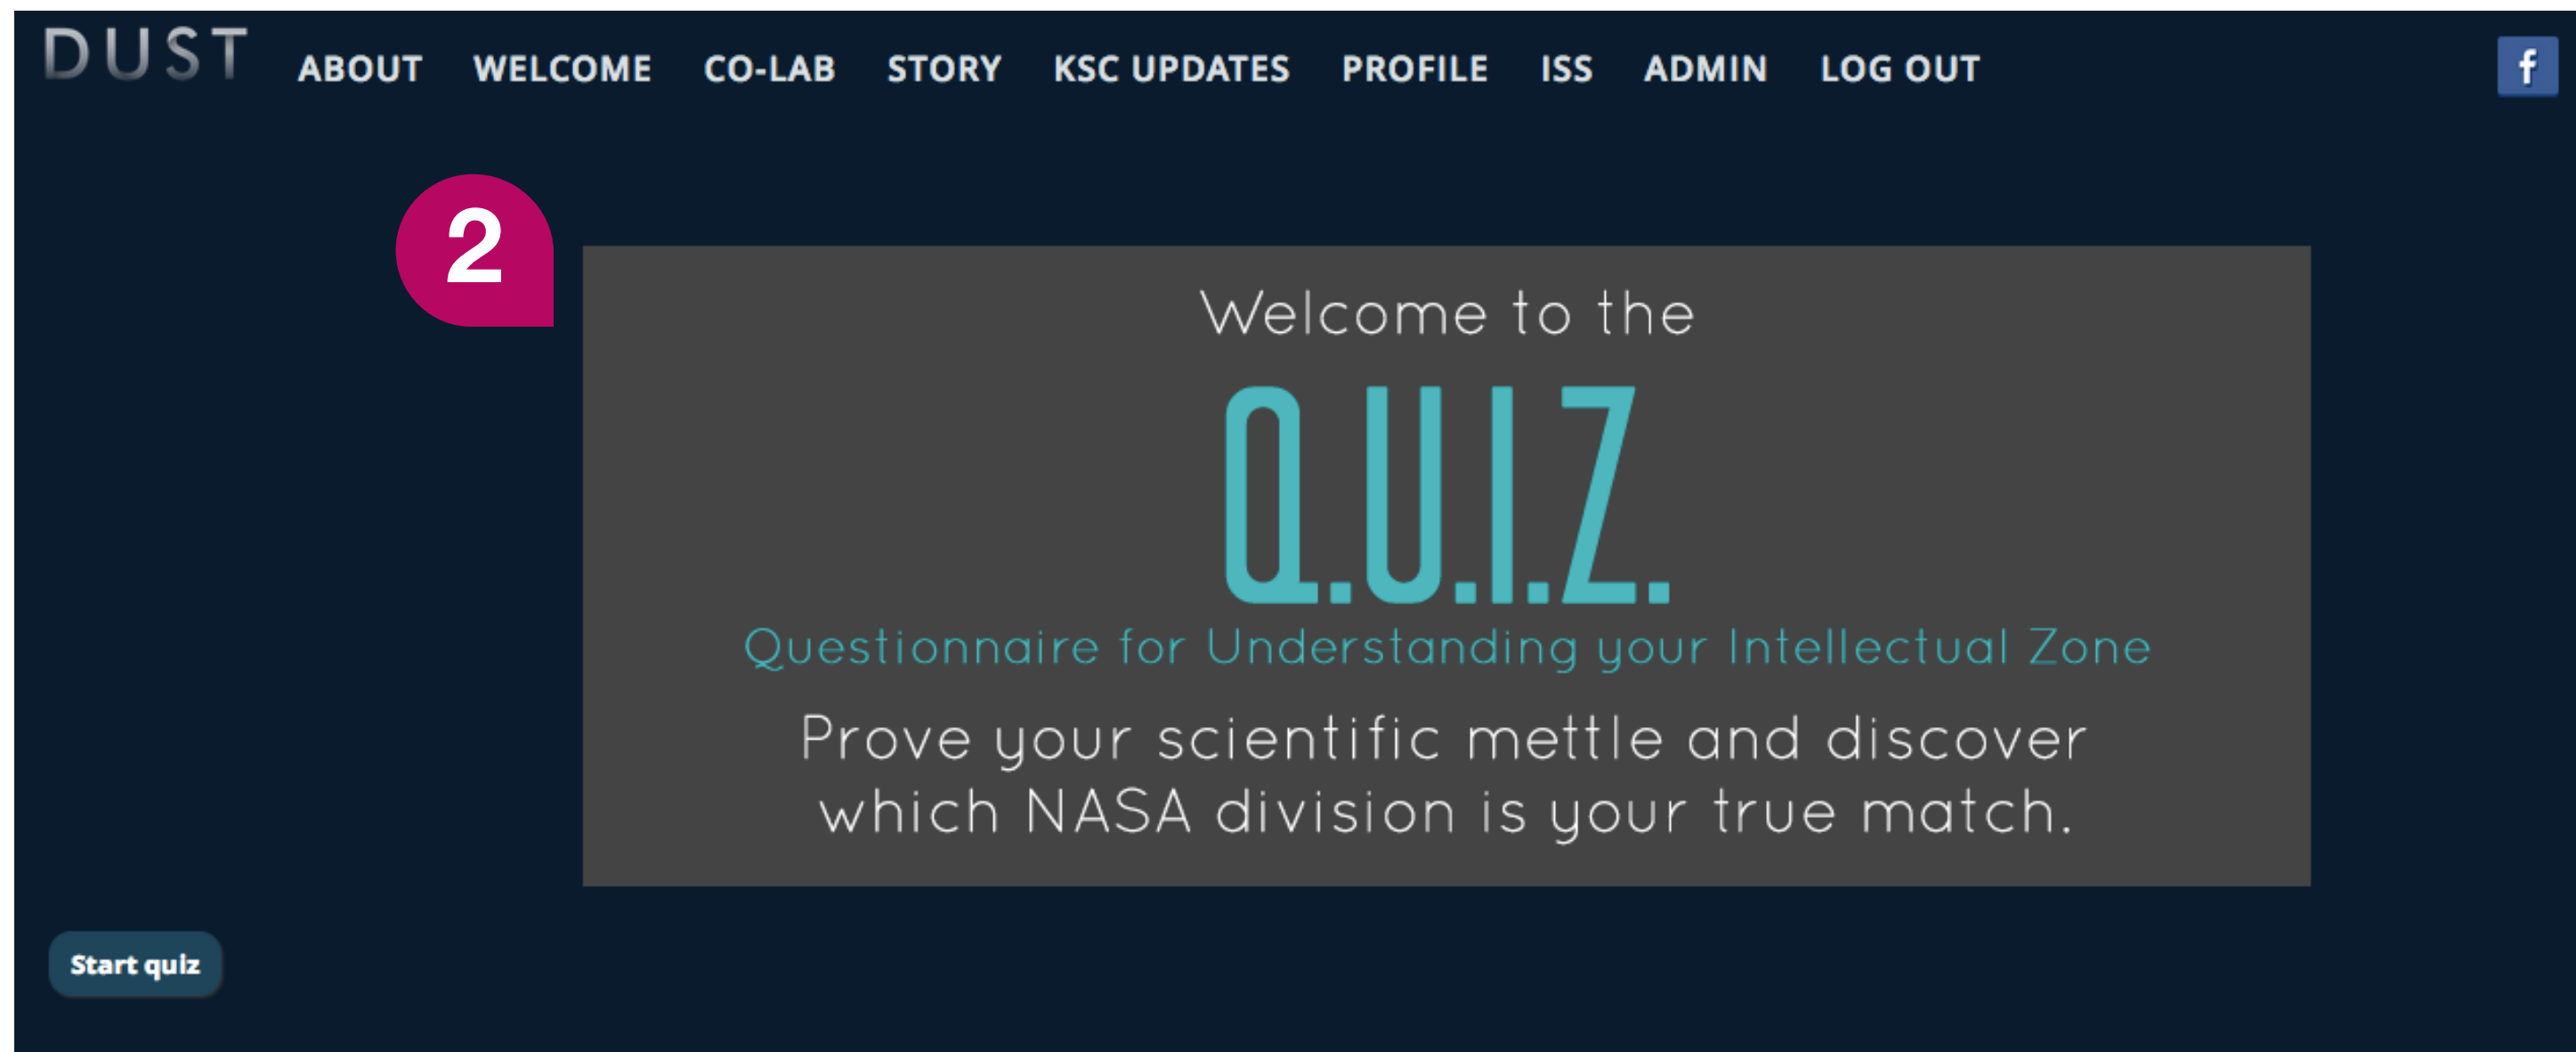 DUST ABOUT WELCOME CO-LAB STORY KSC UPDATES PROFILE ISS ADMIN LOG OUT f
2
Welcome to the
Q.U.I.Z.
Questionnaire for Understanding your Intellectual Zone
Prove your scientific mettle and discover
which NASA division is your true match.
Start quiz